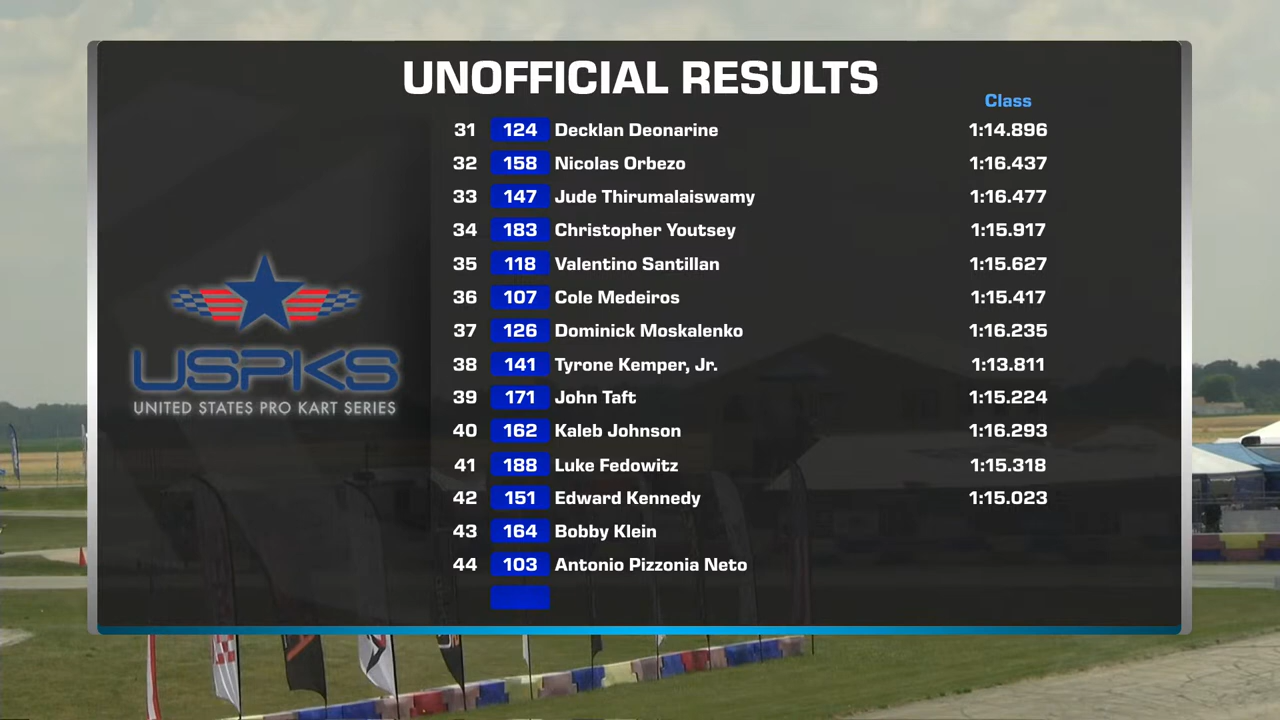 UNOFFICIAL RESULTS
Class
31 124 Decklan Deonarine 1:14.896
32 158 Nicolas Orbezo 1:16.437
33 147 Jude Thirumalaiswamy 1:16.477
34 183 Christopher Youtsey 1:15.917
35 118 Valentino Santillan 1:15.627
36 107 Cole Medeiros 1:15.417
37 126 Dominick Moskalenko 1:16.235
38 141 Tyrone Kemper, Jr. 1:13.811
39 171 John Taft 1:15.224
40 162 Kaleb Johnson 1:16.293
41 188 Luke Fedowitz 1:15.318
42 151 Edward Kennedy 1:15.023
43 164 Bobby Klein
44 103 Antonio Pizzonia Neto
USPKS
UNITED STATES PRO KART SERIES